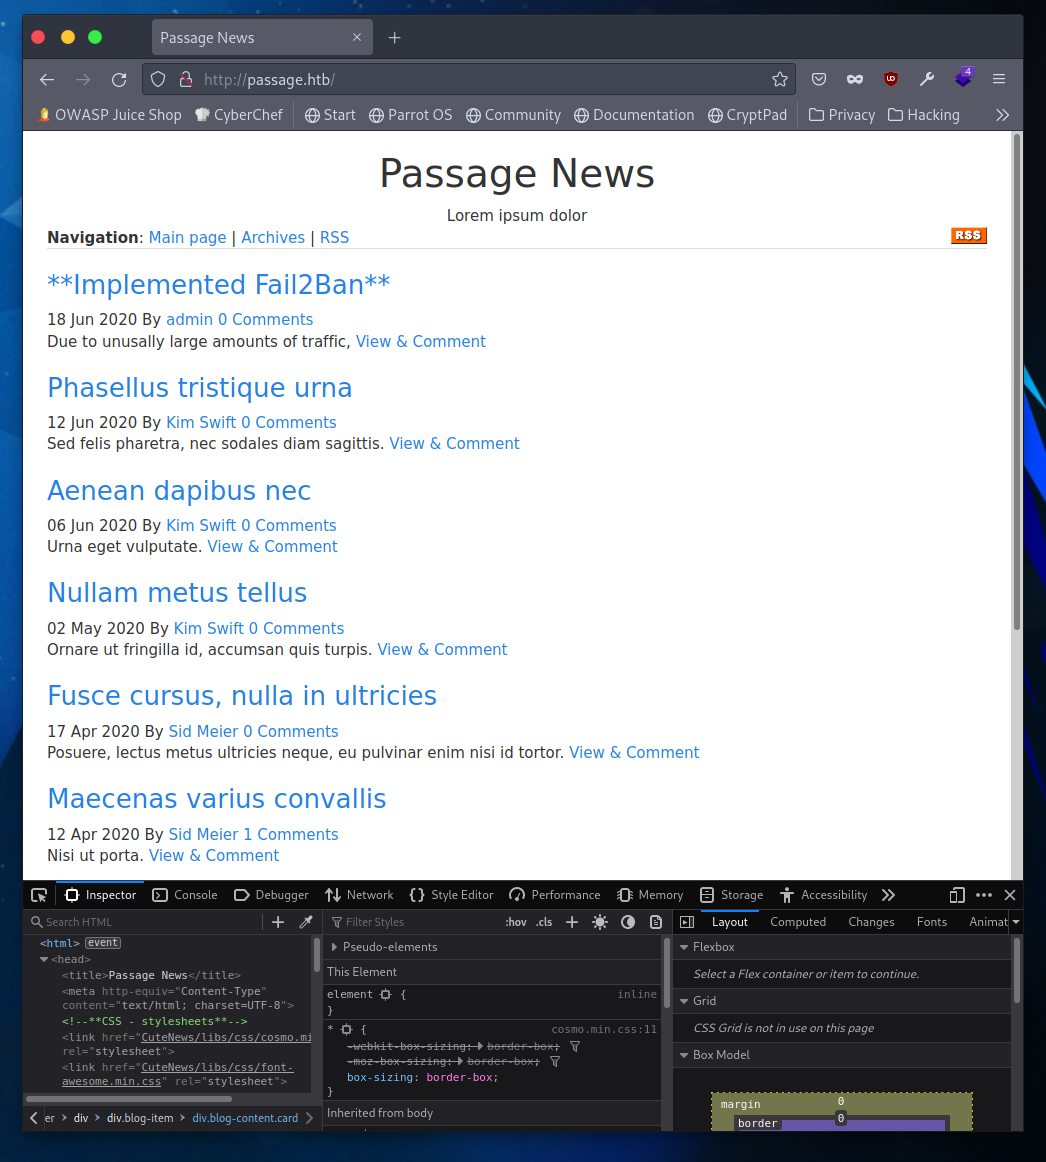 Passage News
http://passage.htb/
4
OWASP Juice Shop CyberChef Start Parrot OS Community Documentation CryptPad Privacy Hacking
Passage News
Lorem ipsum dolor
Navigation: Main page | Archives | RSS
RSS
**Implemented Fail2Ban**
18 Jun 2020 By admin 0 Comments
Due to unusally large amounts of traffic, View & Comment
Phasellus tristique urna
12 Jun 2020 By Kim Swift 0 Comments
Sed felis pharetra, nec sodales diam sagittis. View & Comment
Aenean dapibus nec
06 Jun 2020 By Kim Swift 0 Comments
Urna eget vulputate. View & Comment
Nullam metus tellus
02 May 2020 By Kim Swift 0 Comments
Ornare ut fringilla id, accumsan quis turpis. View & Comment
Fusce cursus, nulla in ultricies
17 Apr 2020 By Sid Meier 0 Comments
Posuere, lectus metus ultricies neque, eu pulvinar enim nisi id tortor. View & Comment
Maecenas varius convallis
12 Apr 2020 By Sid Meier 1 Comments
Nisi ut porta. View & Comment
Inspector Console Debugger Network Style Editor Performance Memory Storage Accessibility
Search HTML
<html> event
<head>
<title>Passage News</title>
<meta http-equiv="Content-Type"
content="text/html; charset=UTF-8">
<!--**CSS - stylesheets**-->
<link href="CuteNews/libs/css/cosmo.mi
rel="stylesheet">
<link href="CuteNews/libs/css/font-
awesome.min.css" rel="stylesheet">
er > div > div.blog-item > div.blog-content.card
Filter Styles :hov .cls
Pseudo-elements
This Element
element { inline
}
* { cosmo.min.css:11
-webkit-box-sizing: border-box;
-moz-box-sizing: border-box;
box-sizing: border-box;
}
Inherited from body
Layout Computed Changes Fonts Animat
Flexbox
Select a Flex container or item to continue.
Grid
CSS Grid is not in use on this page
Box Model
margin 0
border 0